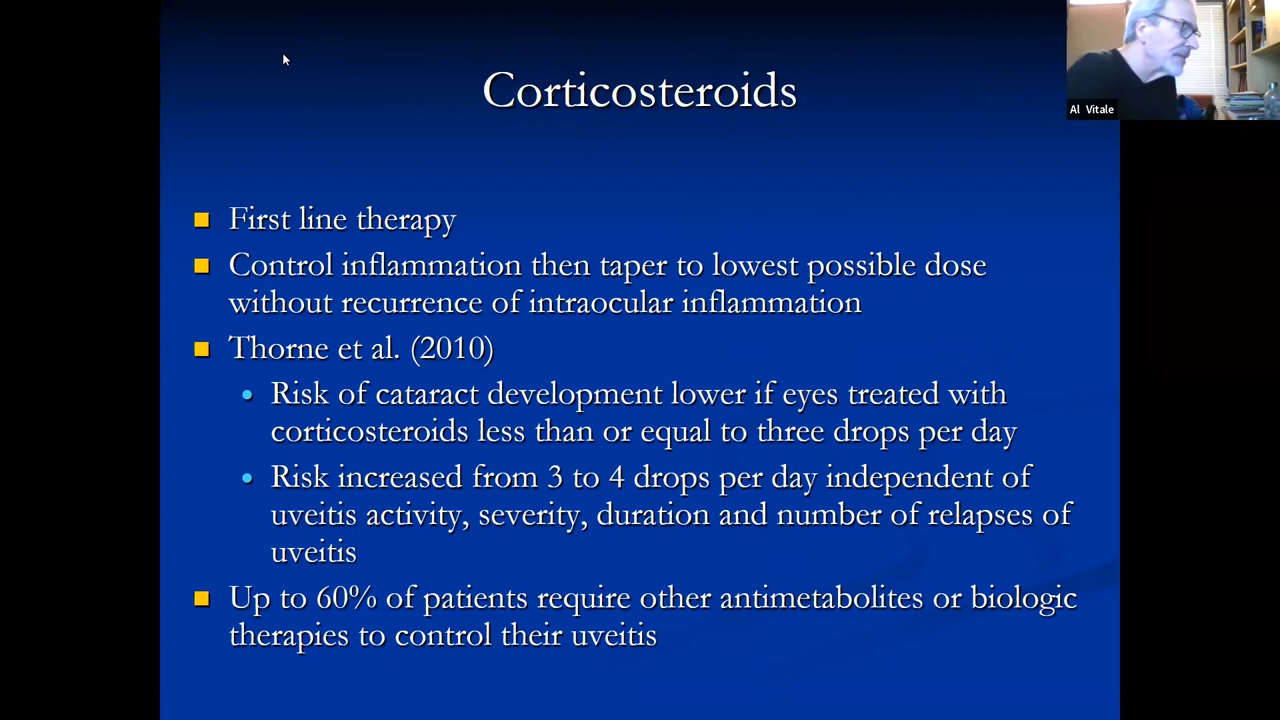 Corticosteroids
Al Vitale
First line therapy
Control inflammation then taper to lowest possible dose
without recurrence of intraocular inflammation
Thorne et al. (2010)
Risk of cataract development lower if eyes treated with
corticosteroids less than or equal to three drops per day
Risk increased from 3 to 4 drops per day independent of
uveitis activity, severity, duration and number of relapses of
uveitis
Up to 60% of patients require other antimetabolites or biologic
therapies to control their uveitis